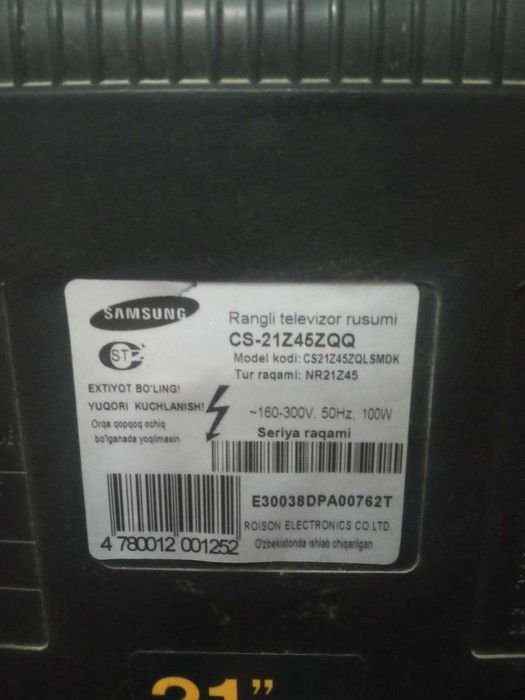 SAMSUNG
Rangli televizor rusumi
CS-21Z45ZQQ
Model kodi: CS21Z45ZQLSMDK
Tur raqami: NR21Z45
EXTIYOT BO'LING!
YUQORI KUCHLANISH!
Orqa qopqoq ochiq
bo'lganada yoqilmasin
~160-300V, 50Hz, 100W
Seriya raqami
E30038DPA00762T
4 780012 001252
ROISON ELECTRONICS CO.LTD
O'zbekistonda ishlab chiqarilgan
21"